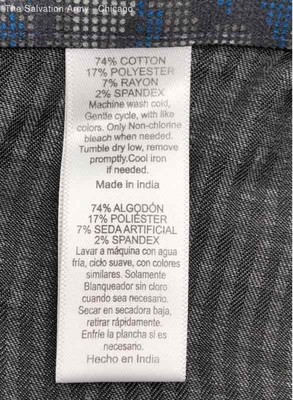 The Salvation Army - Chicago
74% COTTON
17% POLYESTER
7% RAYON
2% SPANDEX
Machine wash cold,
Gentle cycle, with like
colors. Only Non-chlorine
bleach when needed.
Tumble dry low, remove
promptly.Cool iron
if needed.
Made in india
74% ALGODÓN
17% POLIÉSTER
7% SEDA ARTIFICIAL
2% SPANDEX
Lavar a máquina con agua
fría, ciclo suave, con colores
similares. Solamente
Blanqueador sin cloro
cuando sea necesario.
Secar en secadora baja,
retirar rápidamente.
Enfríe la plancha si es
necesario.
Hecho en India